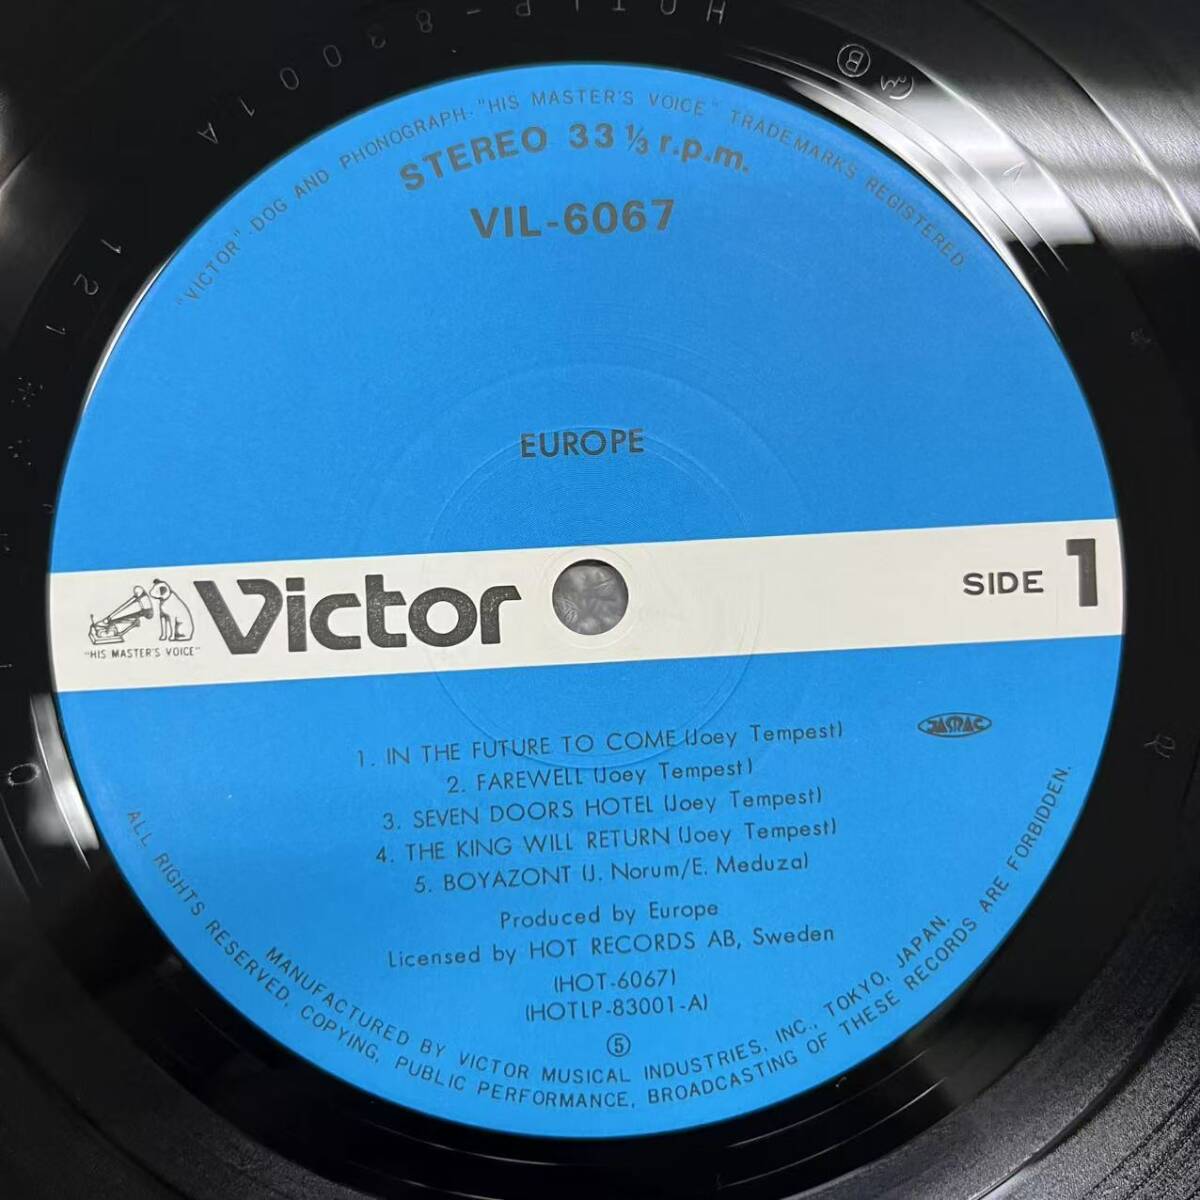 HOTLP-83001A
B
121
"VICTOR" DOG AND PHONOGRAPH. "HIS MASTER'S VOICE" TRADEMARKS REGISTERED.
STEREO 33 1/3 r.p.m.
VIL-6067
EUROPE
"HIS MASTER'S VOICE"
Victor
SIDE 1
JASRAC
1. IN THE FUTURE TO COME (Joey Tempest)
2. FAREWELL (Joey Tempest)
3. SEVEN DOORS HOTEL (Joey Tempest)
4. THE KING WILL RETURN (Joey Tempest)
5. BOYAZONT (J. Norum/E. Meduza)
Produced by Europe
Licensed by HOT RECORDS AB, Sweden
(HOT-6067)
(HOTLP-83001-A)
⑤
MANUFACTURED BY VICTOR MUSICAL INDUSTRIES, INC., TOKYO, JAPAN.
ALL RIGHTS RESERVED, COPYING, PUBLIC PERFORMANCE, BROADCASTING OF THESE RECORDS ARE FORBIDDEN.